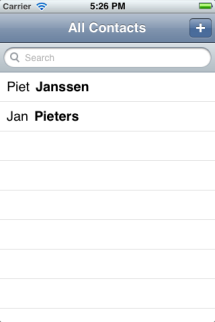 Carrier 5:26 PM
All Contacts +
Search
Piet Janssen
Jan Pieters